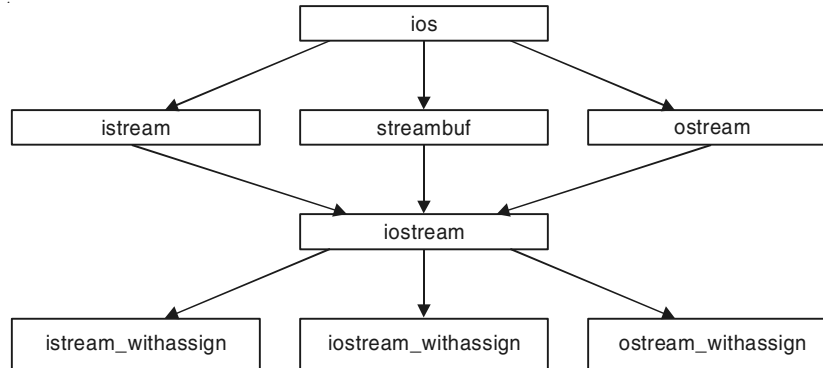 ios
istream
streambuf
ostream
iostream
istream_withassign
iostream_withassign
ostream_withassign